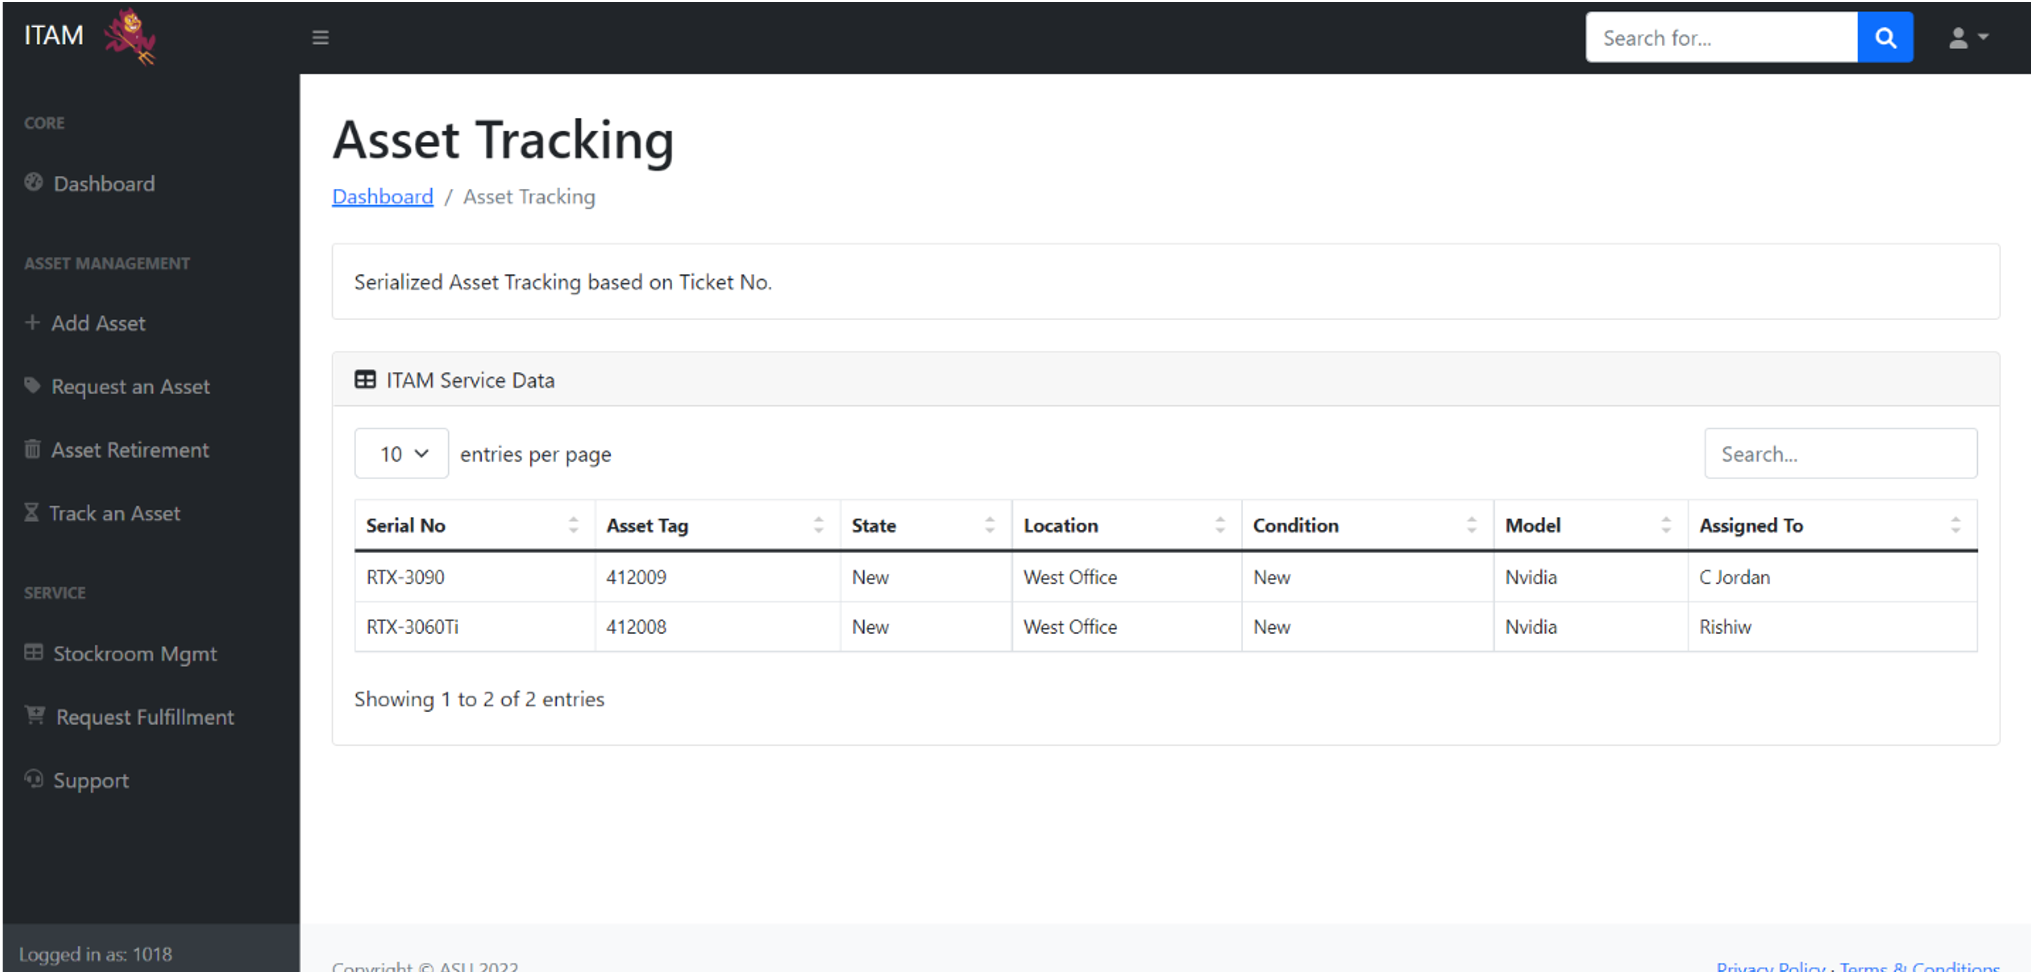 ITAM
Search for...
CORE
Dashboard
ASSET MANAGEMENT
Add Asset
Request an Asset
Asset Retirement
Track an Asset
SERVICE
Stockroom Mgmt
Request Fulfillment
Support
Logged in as: 1018
Asset Tracking
Dashboard / Asset Tracking
Serialized Asset Tracking based on Ticket No.
ITAM Service Data
10 entries per page
Search...
Serial No Asset Tag State Location Condition Model Assigned To
RTX-3090 412009 New West Office New Nvidia C Jordan
RTX-3060Ti 412008 New West Office New Nvidia Rishiw
Showing 1 to 2 of 2 entries
Copyright © ASU 2022
Privacy Policy · Terms & Conditions